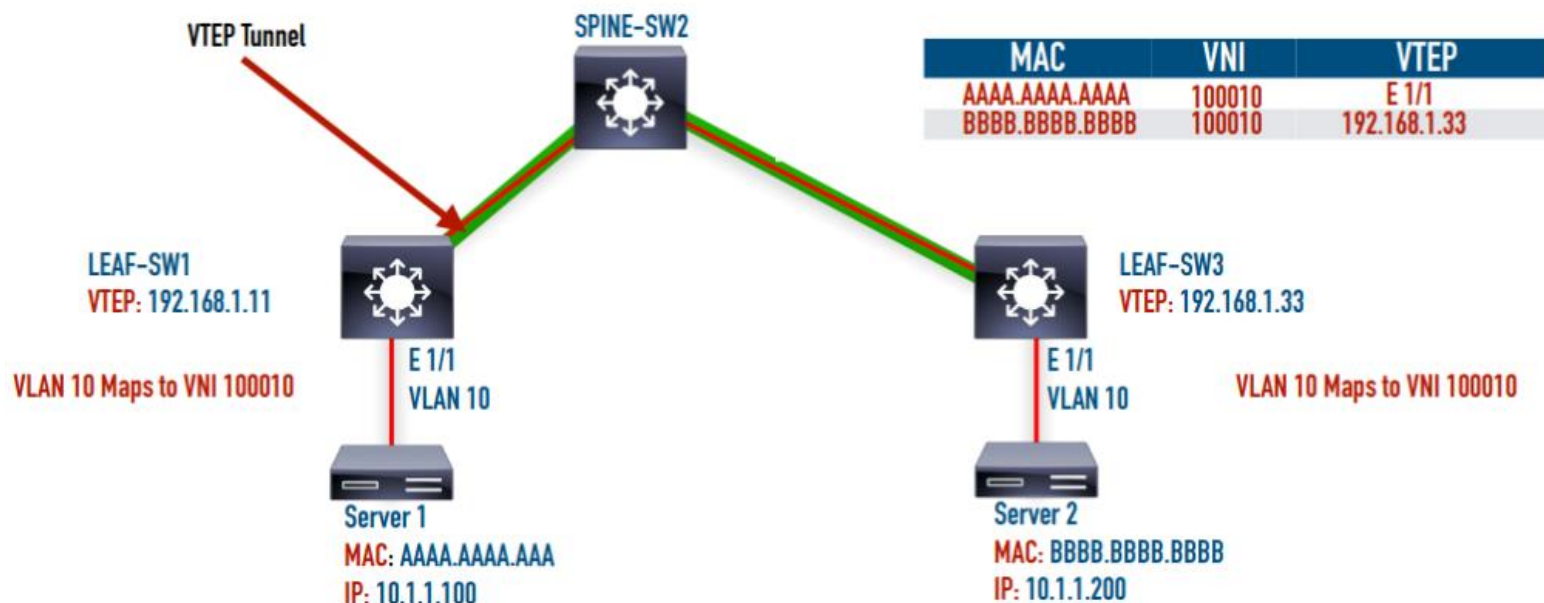 VTEP Tunnel
SPINE-SW2
MAC VNI VTEP
AAAA.AAAA.AAAA 100010 E 1/1
BBBB.BBBB.BBBB 100010 192.168.1.33
LEAF-SW1
VTEP: 192.168.1.11
LEAF-SW3
VTEP: 192.168.1.33
VLAN 10 Maps to VNI 100010
E 1/1
VLAN 10
E 1/1
VLAN 10
VLAN 10 Maps to VNI 100010
Server 1
MAC: AAAA.AAAA.AAA
IP: 10.1.1.100
Server 2
MAC: BBBB.BBBB.BBBB
IP: 10.1.1.200